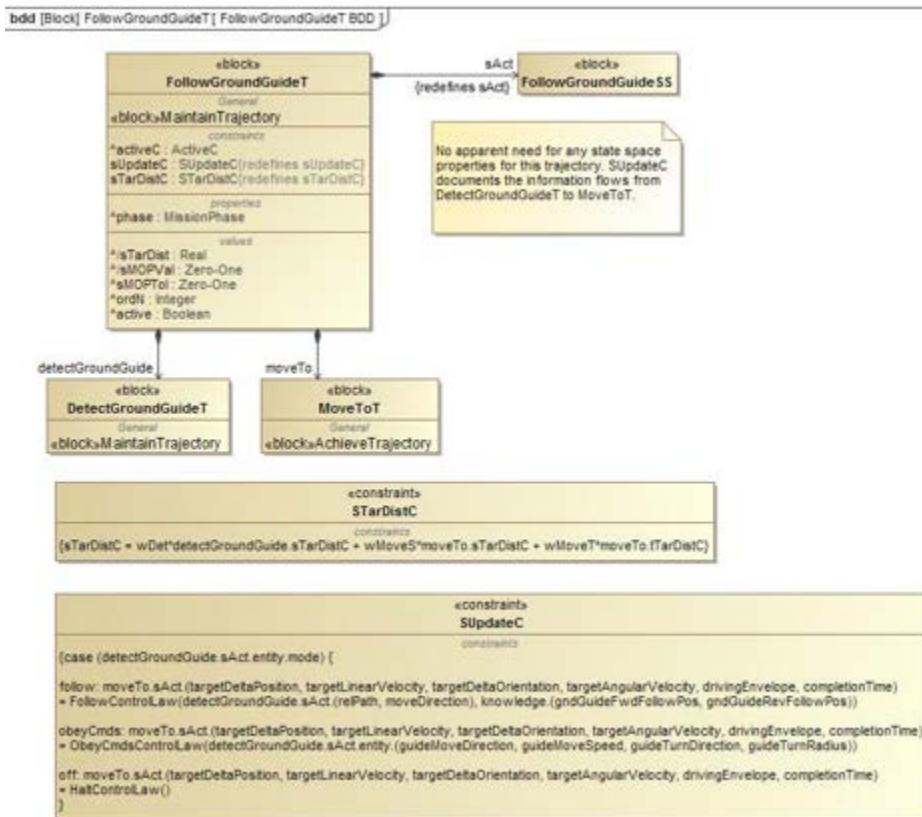 bdd [Block] FollowGroundGuideT [ FollowGroundGuideT BDD ]
«block»
FollowGroundGuideT
General
«block»MaintainTrajectory
constraints
^activeC : ActiveC
sUpdateC : SUpdateC{redefines sUpdateC}
sTarDistC : STarDistC{redefines sTarDistC}
properties
^phase : MissionPhase
values
^/sTarDist : Real
^/sMOPVal : Zero-One
^sMOPTol : Zero-One
^ordN : Integer
^active : Boolean
sAct
{redefines sAct}
«block»
FollowGroundGuideSS
No apparent need for any state space
properties for this trajectory. SUpdateC
documents the information flows from
DetectGroundGuideT to MoveToT.
detectGroundGuide
moveTo
«block»
DetectGroundGuideT
General
«block»MaintainTrajectory
«block»
MoveToT
General
«block»AchieveTrajectory
«constraint»
STarDistC
constraints
{sTarDistC = wDet*detectGroundGuide.sTarDistC + wMoveS*moveTo.sTarDistC + wMoveT*moveTo.tTarDistC}
«constraint»
SUpdateC
constraints
{case (detectGroundGuide.sAct.entity.mode) {
follow: moveTo.sAct.(targetDeltaPosition, targetLinearVelocity, targetDeltaOrientation, targetAngularVelocity, drivingEnvelope, completionTime)
= FollowControlLaw(detectGroundGuide.sAct.(relPath, moveDirection), knowledge.(gndGuideFwdFollowPos, gndGuideRevFollowPos))
obeyCmds: moveTo.sAct.(targetDeltaPosition, targetLinearVelocity, targetDeltaOrientation, targetAngularVelocity, drivingEnvelope, completionTime)
= ObeyCmdsControlLaw(detectGroundGuide.sAct.entity.(guideMoveDirection, guideMoveSpeed, guideTurnDirection, guideTurnRadius))
off: moveTo.sAct.(targetDeltaPosition, targetLinearVelocity, targetDeltaOrientation, targetAngularVelocity, drivingEnvelope, completionTime)
= HaltControlLaw()
}